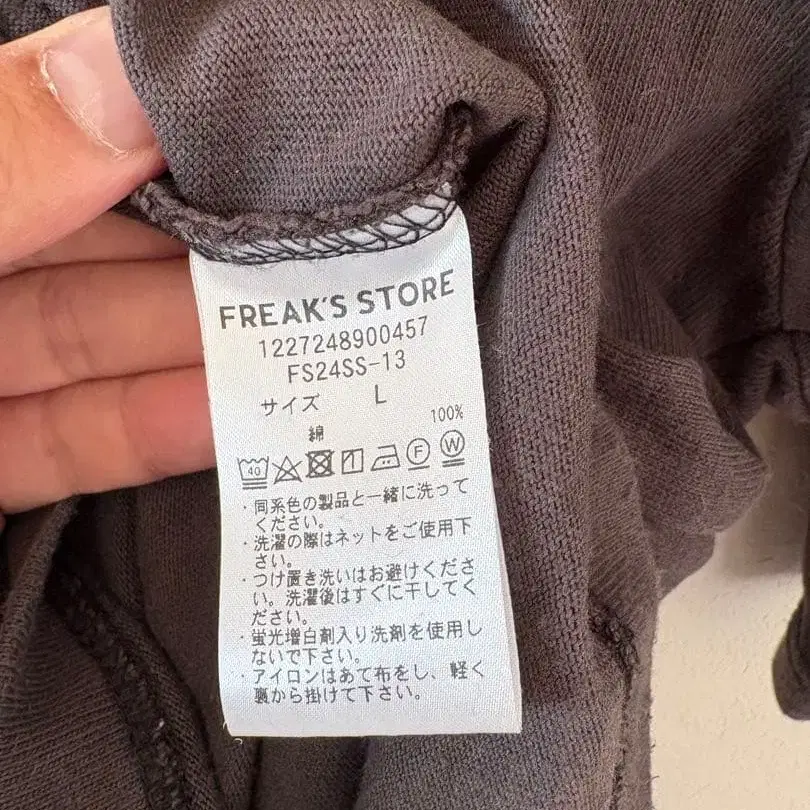 FREAK'S STORE
1227248900457
FS24SS-13
サイズ L
100%
綿
40 F W
・同系色の製品と一緒に洗って
ください。
・洗濯の際はネットをご使用下
さい。
・つけ置き洗いはお避けくださ
い。洗濯後はすぐに干してく
ださい。
・蛍光増白剤入り洗剤を使用し
ないで下さい。
・アイロンはあて布をし、軽く
裏から掛けて下さい。